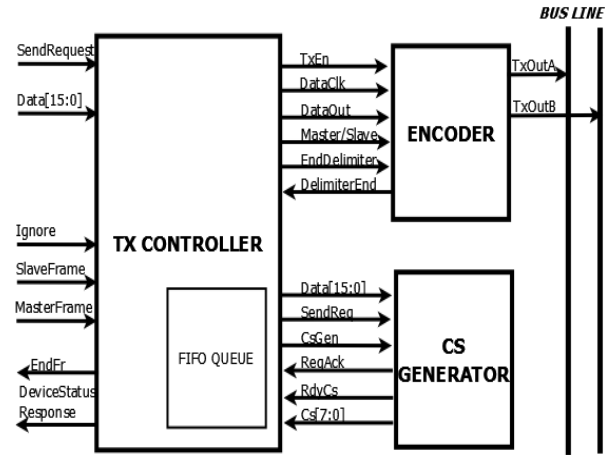 BUS LINE
SendRequest
Data[15:0]
Ignore
SlaveFrame
MasterFrame
EndFr
DeviceStatus
Response
TX CONTROLLER
FIFO QUEUE
TxEn
DataClk
DataOut
Master/Slave
EndDelimiter
DelimiterEnd
ENCODER
TxOutA
TxOutB
Data[15:0]
SendReq
CsGen
ReqAck
RdyCs
Cs[7:0]
CS
GENERATOR